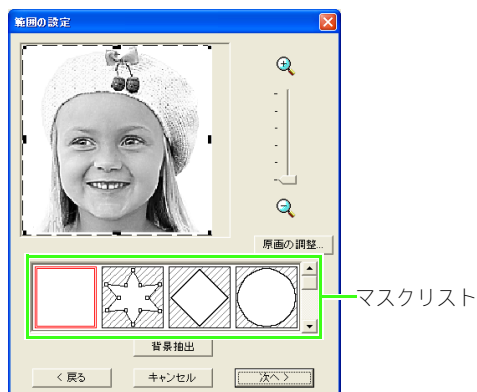 範囲の設定
原画の調整...
マスクリスト
背景抽出
< 戻る
キャンセル
次へ >